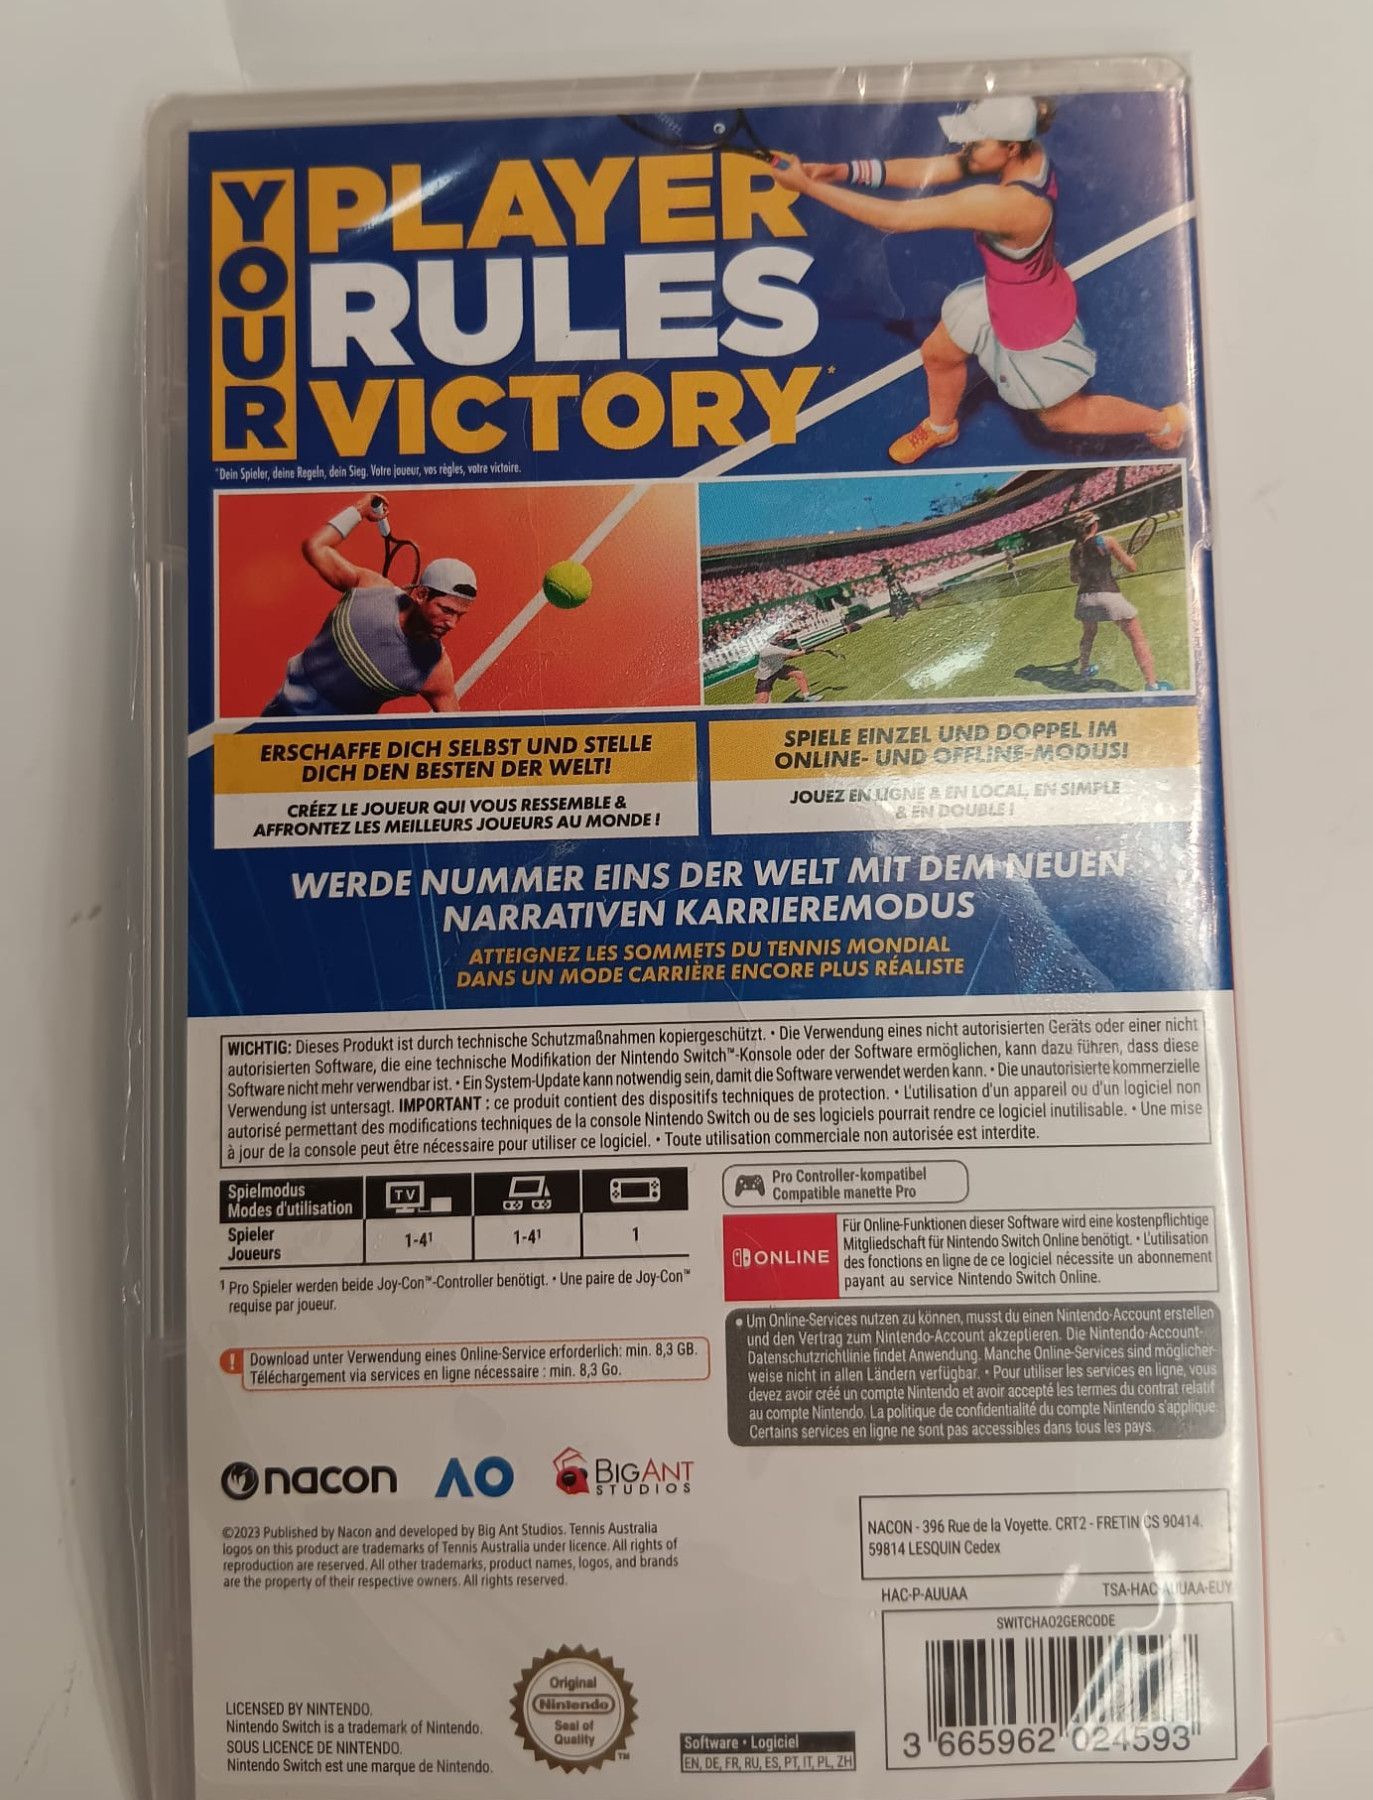 YOUR
PLAYER
RULES
VICTORY*
*Dein Spieler, deine Regeln, dein Sieg. Votre joueur, vos règles, votre victoire.
ERSCHAFFE DICH SELBST UND STELLE
DICH DEN BESTEN DER WELT!
CRÉEZ LE JOUEUR QUI VOUS RESSEMBLE &
AFFRONTEZ LES MEILLEURS JOUEURS AU MONDE !
SPIELE EINZEL UND DOPPEL IM
ONLINE- UND OFFLINE-MODUS!
JOUEZ EN LIGNE & EN LOCAL, EN SIMPLE
& EN DOUBLE !
WERDE NUMMER EINS DER WELT MIT DEM NEUEN
NARRATIVEN KARRIEREMODUS
ATTEIGNEZ LES SOMMETS DU TENNIS MONDIAL
DANS UN MODE CARRIÈRE ENCORE PLUS RÉALISTE
WICHTIG: Dieses Produkt ist durch technische Schutzmaßnahmen kopiergeschützt. • Die Verwendung eines nicht autorisierten Geräts oder einer nicht
autorisierten Software, die eine technische Modifikation der Nintendo Switch™-Konsole oder der Software ermöglichen, kann dazu führen, dass diese
Software nicht mehr verwendbar ist. • Ein System-Update kann notwendig sein, damit die Software verwendet werden kann. • Die unautorisierte kommerzielle
Verwendung ist untersagt. IMPORTANT : ce produit contient des dispositifs techniques de protection. • L'utilisation d'un appareil ou d'un logiciel non
autorisé permettant des modifications techniques de la console Nintendo Switch ou de ses logiciels pourrait rendre ce logiciel inutilisable. • Une mise
à jour de la console peut être nécessaire pour utiliser ce logiciel. • Toute utilisation commerciale non autorisée est interdite.
Spielmodus
Modes d'utilisation
TV
Spieler
Joueurs
1-4¹
1-4¹
1
¹ Pro Spieler werden beide Joy-Con™-Controller benötigt. • Une paire de Joy-Con™
requise par joueur.
! Download unter Verwendung eines Online-Service erforderlich: min. 8,3 GB.
Téléchargement via services en ligne nécessaire : min. 8,3 Go.
Pro Controller-kompatibel
Compatible manette Pro
ONLINE
Für Online-Funktionen dieser Software wird eine kostenpflichtige
Mitgliedschaft für Nintendo Switch Online benötigt. • L'utilisation
des fonctions en ligne de ce logiciel nécessite un abonnement
payant au service Nintendo Switch Online.
• Um Online-Services nutzen zu können, musst du einen Nintendo-Account erstellen
und den Vertrag zum Nintendo-Account akzeptieren. Die Nintendo-Account-
Datenschutzrichtlinie findet Anwendung. Manche Online-Services sind möglicher-
weise nicht in allen Ländern verfügbar. • Pour utiliser les services en ligne, vous
devez avoir créé un compte Nintendo et avoir accepté les termes du contrat relatif
au compte Nintendo. La politique de confidentialité du compte Nintendo s'applique.
Certains services en ligne ne sont pas accessibles dans tous les pays.
nacon
AO
BIGANT
STUDIOS
©2023 Published by Nacon and developed by Big Ant Studios. Tennis Australia
logos on this product are trademarks of Tennis Australia under licence. All rights of
reproduction are reserved. All other trademarks, product names, logos, and brands
are the property of their respective owners. All rights reserved.
NACON - 396 Rue de la Voyette. CRT2 - FRETIN CS 90414.
59814 LESQUIN Cedex
HAC-P-AUUAA
TSA-HAC-AUUAA-EUY
SWITCHAO2GERCODE
3 665962 024593
LICENSED BY NINTENDO.
Nintendo Switch is a trademark of Nintendo.
SOUS LICENCE DE NINTENDO.
Nintendo Switch est une marque de Nintendo.
Original
Nintendo
Seal of
Quality
TM
Software • Logiciel
EN, DE, FR, RU, ES, PT, IT, PL, ZH